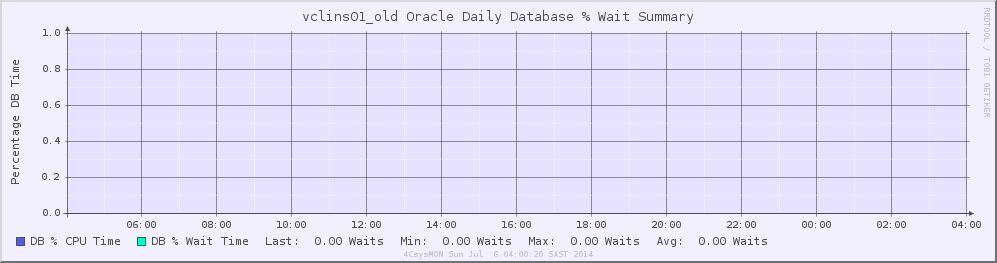 vclins01_old Oracle Daily Database % Wait Summary
RRDTOOL / TOBI OETIKER
Percentage DB Time
1.0
0.8
0.6
0.4
0.2
0.0
06:00 08:00 10:00 12:00 14:00 16:00 18:00 20:00 22:00 00:00 02:00 04:00
DB % CPU Time DB % Wait Time Last: 0.00 Waits Min: 0.00 Waits Max: 0.00 Waits Avg: 0.00 Waits
4CsysMON Sun Jul 6 04:00:20 SAST 2014